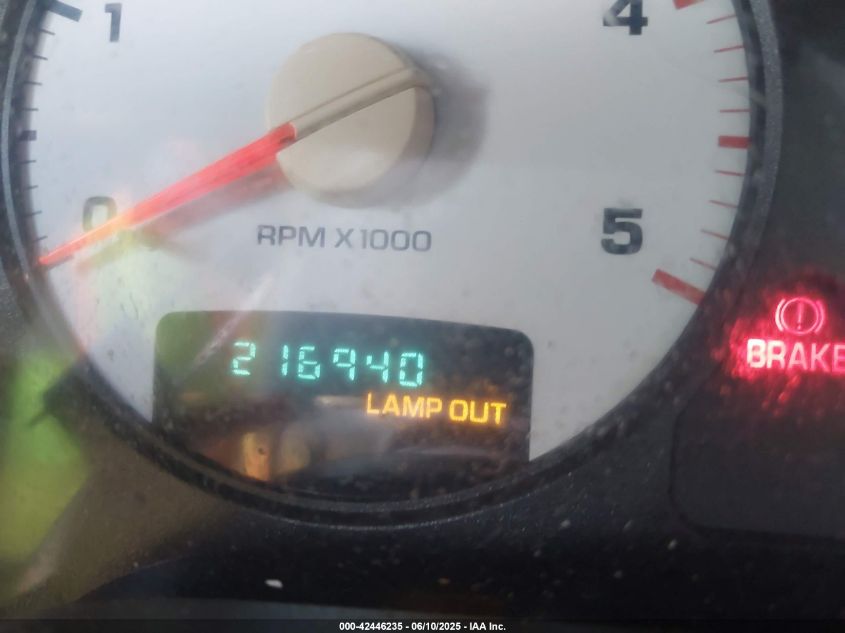 1
4
0
RPM X1000
5
216940
LAMP OUT
BRAKE
000-42446235 - 06/10/2025 - IAA Inc.